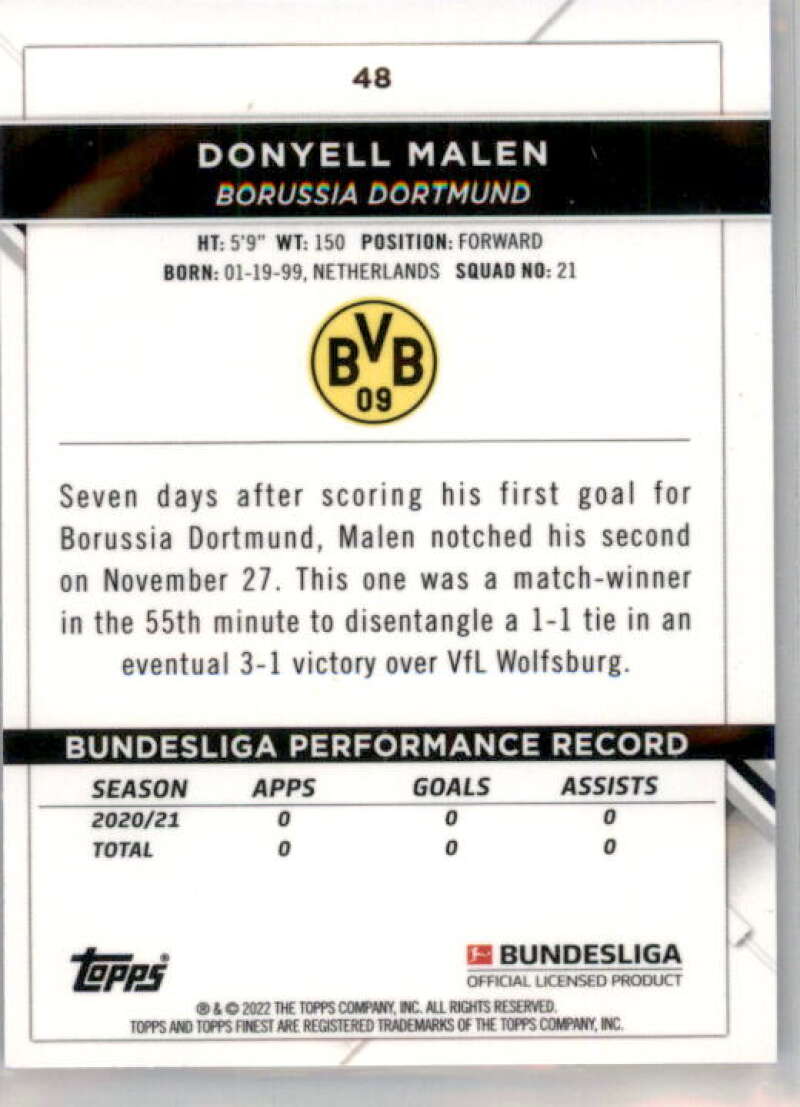 48
DONYELL MALEN
BORUSSIA DORTMUND
HT: 5'9" WT: 150 POSITION: FORWARD
BORN: 01-19-99, NETHERLANDS SQUAD NO: 21
BVB
09
Seven days after scoring his first goal for
Borussia Dortmund, Malen notched his second
on November 27. This one was a match-winner
in the 55th minute to disentangle a 1-1 tie in an
eventual 3-1 victory over VfL Wolfsburg.
BUNDESLIGA PERFORMANCE RECORD
SEASON APPS GOALS ASSISTS
2020/21 0 0 0
TOTAL 0 0 0
Topps® BUNDESLIGA
OFFICIAL LICENSED PRODUCT
® & © 2022 THE TOPPS COMPANY, INC. ALL RIGHTS RESERVED.
TOPPS AND TOPPS FINEST ARE REGISTERED TRADEMARKS OF THE TOPPS COMPANY, INC.